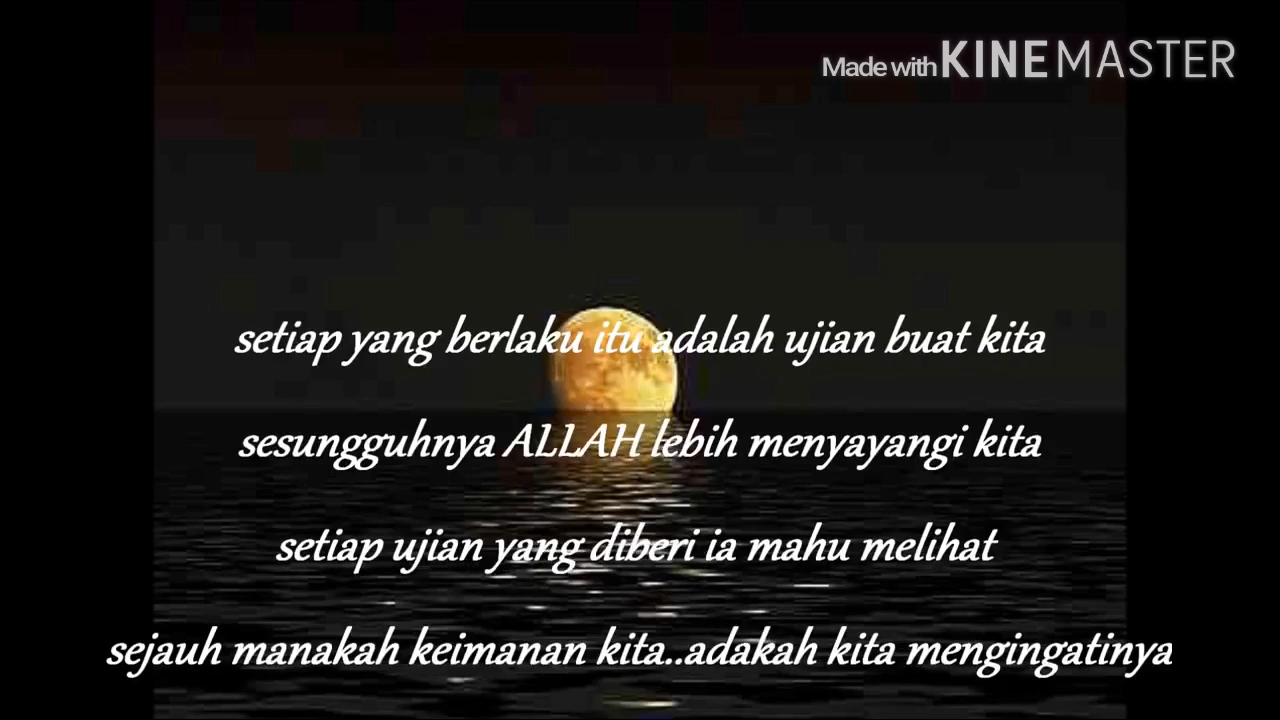 Made with KINEMASTER
setiap yang berlaku itu adalah ujian buat kita
sesungguhnya ALLAH lebih menyayangi kita
setiap ujian yang diberi ia mahu melihat
sejauh manakah keimanan kita..adakah kita mengingatinya